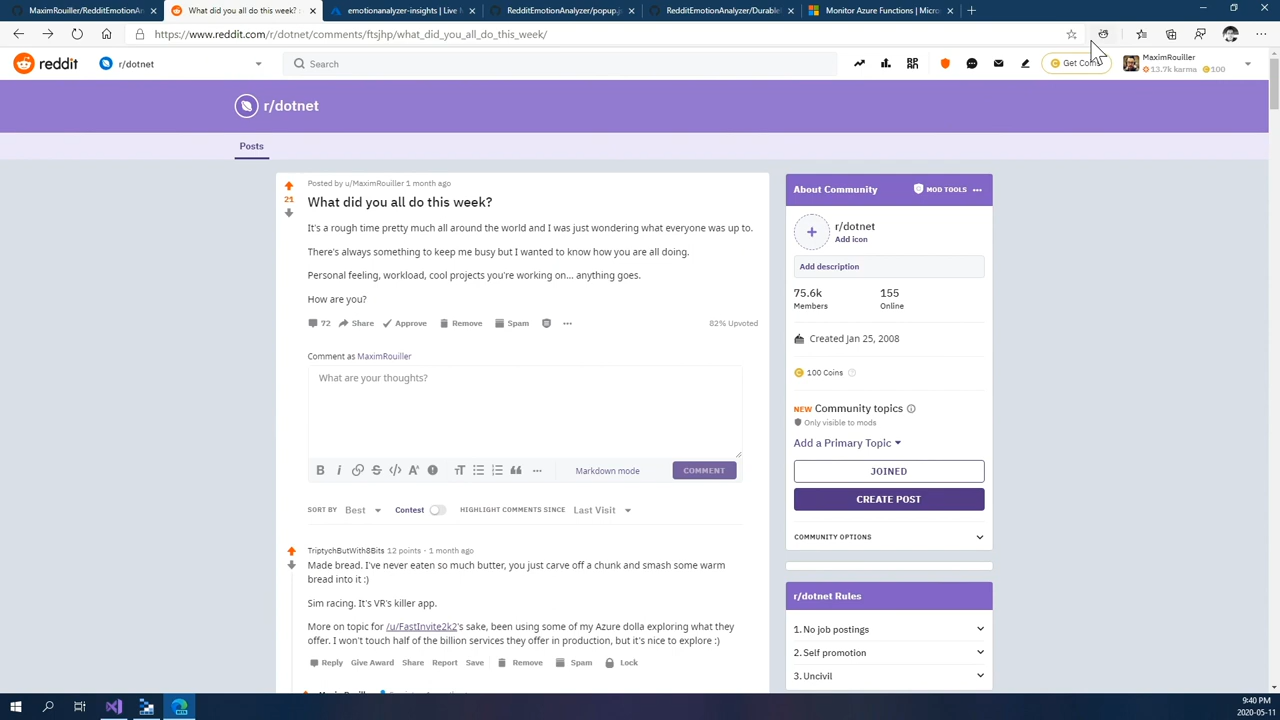 MaximRouiller/RedditEmotionAn
What did you all do this week? :
emotionanalyzer-insights | Live M
RedditEmotionAnalyzer/popup.js
RedditEmotionAnalyzer/Durable
Monitor Azure Functions | Micros
https://www.reddit.com/r/dotnet/comments/ftsjhp/what_did_you_all_do_this_week/
reddit
r/dotnet
Search
Get Coins
MaximRouiller
13.7k karma
100
r/dotnet
Posts
Posted by u/MaximRouiller 1 month ago
21
What did you all do this week?
It's a rough time pretty much all around the world and I was just wondering what everyone was up to.
There's always something to keep me busy but I wanted to know how you are all doing.
Personal feeling, workload, cool projects you're working on... anything goes.
How are you?
72 Share Approve Remove Spam ... 82% Upvoted
Comment as MaximRouiller
What are your thoughts?
Markdown mode
COMMENT
SORT BY Best Contest HIGHLIGHT COMMENTS SINCE Last Visit
TriptychButWith8Bits 12 points · 1 month ago
Made bread. I've never eaten so much butter, you just carve off a chunk and smash some warm
bread into it :)
Sim racing. It's VR's killer app.
More on topic for /u/FastInvite2k2's sake, been using some of my Azure dolla exploring what they
offer. I won't touch half of the billion services they offer in production, but it's nice to explore :)
Reply Give Award Share Report Save Remove Spam Lock
About Community
MOD TOOLS ...
r/dotnet
Add icon
Add description
75.6k
Members
155
Online
Created Jan 25, 2008
100 Coins
NEW Community topics
Only visible to mods
Add a Primary Topic
JOINED
CREATE POST
COMMUNITY OPTIONS
r/dotnet Rules
1. No job postings
2. Self promotion
3. Uncivil
9:40 PM
2020-05-11